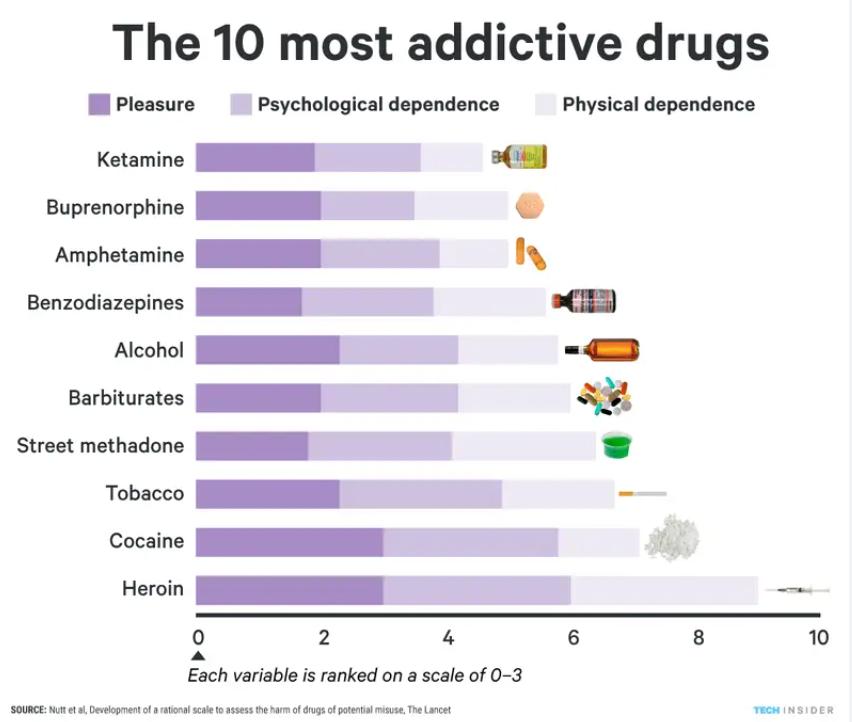 The 10 most addictive drugs
Pleasure Psychological dependence Physical dependence
Ketamine
Buprenorphine
Amphetamine
Benzodiazepines
Alcohol
Barbiturates
Street methadone
Tobacco
Cocaine
Heroin
0 2 4 6 8 10
Each variable is ranked on a scale of 0–3
SOURCE: Nutt et al, Development of a rational scale to assess the harm of drugs of potential misuse, The Lancet
TECH INSIDER